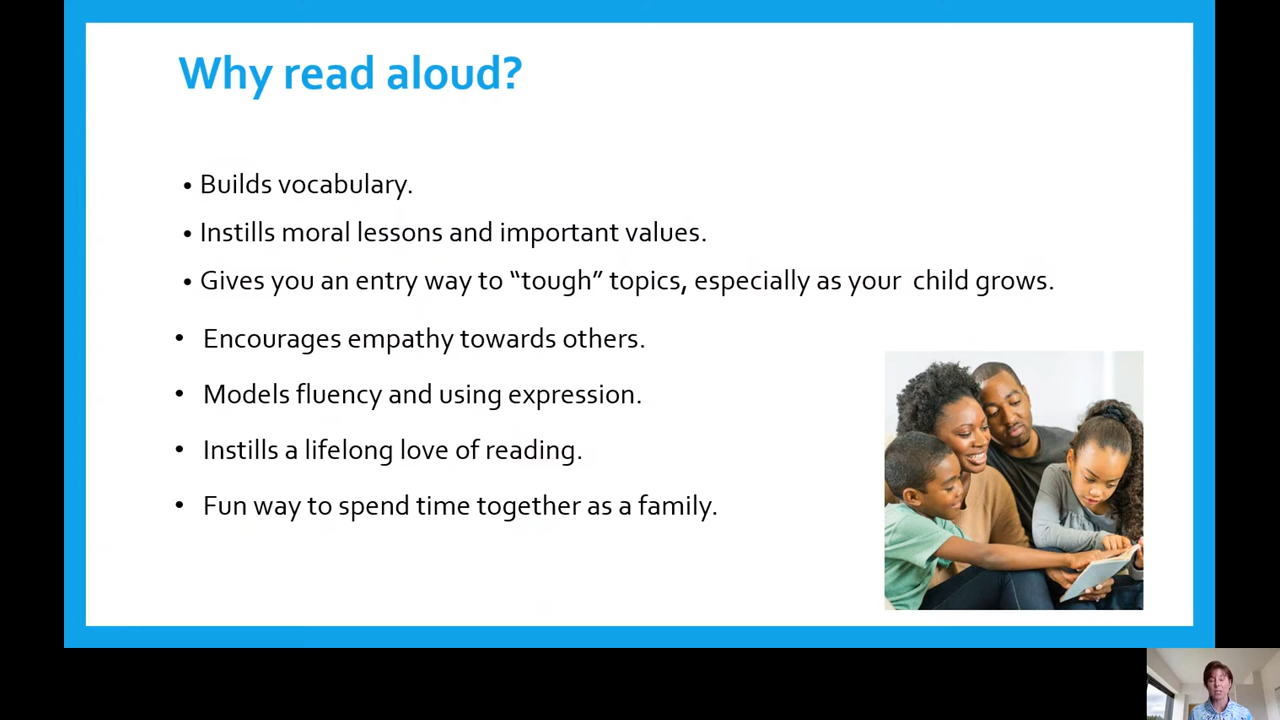 Why read aloud?
• Builds vocabulary.
• Instills moral lessons and important values.
• Gives you an entry way to “tough” topics, especially as your  child grows.
• Encourages empathy towards others.
• Models fluency and using expression.
• Instills a lifelong love of reading.
• Fun way to spend time together as a family.